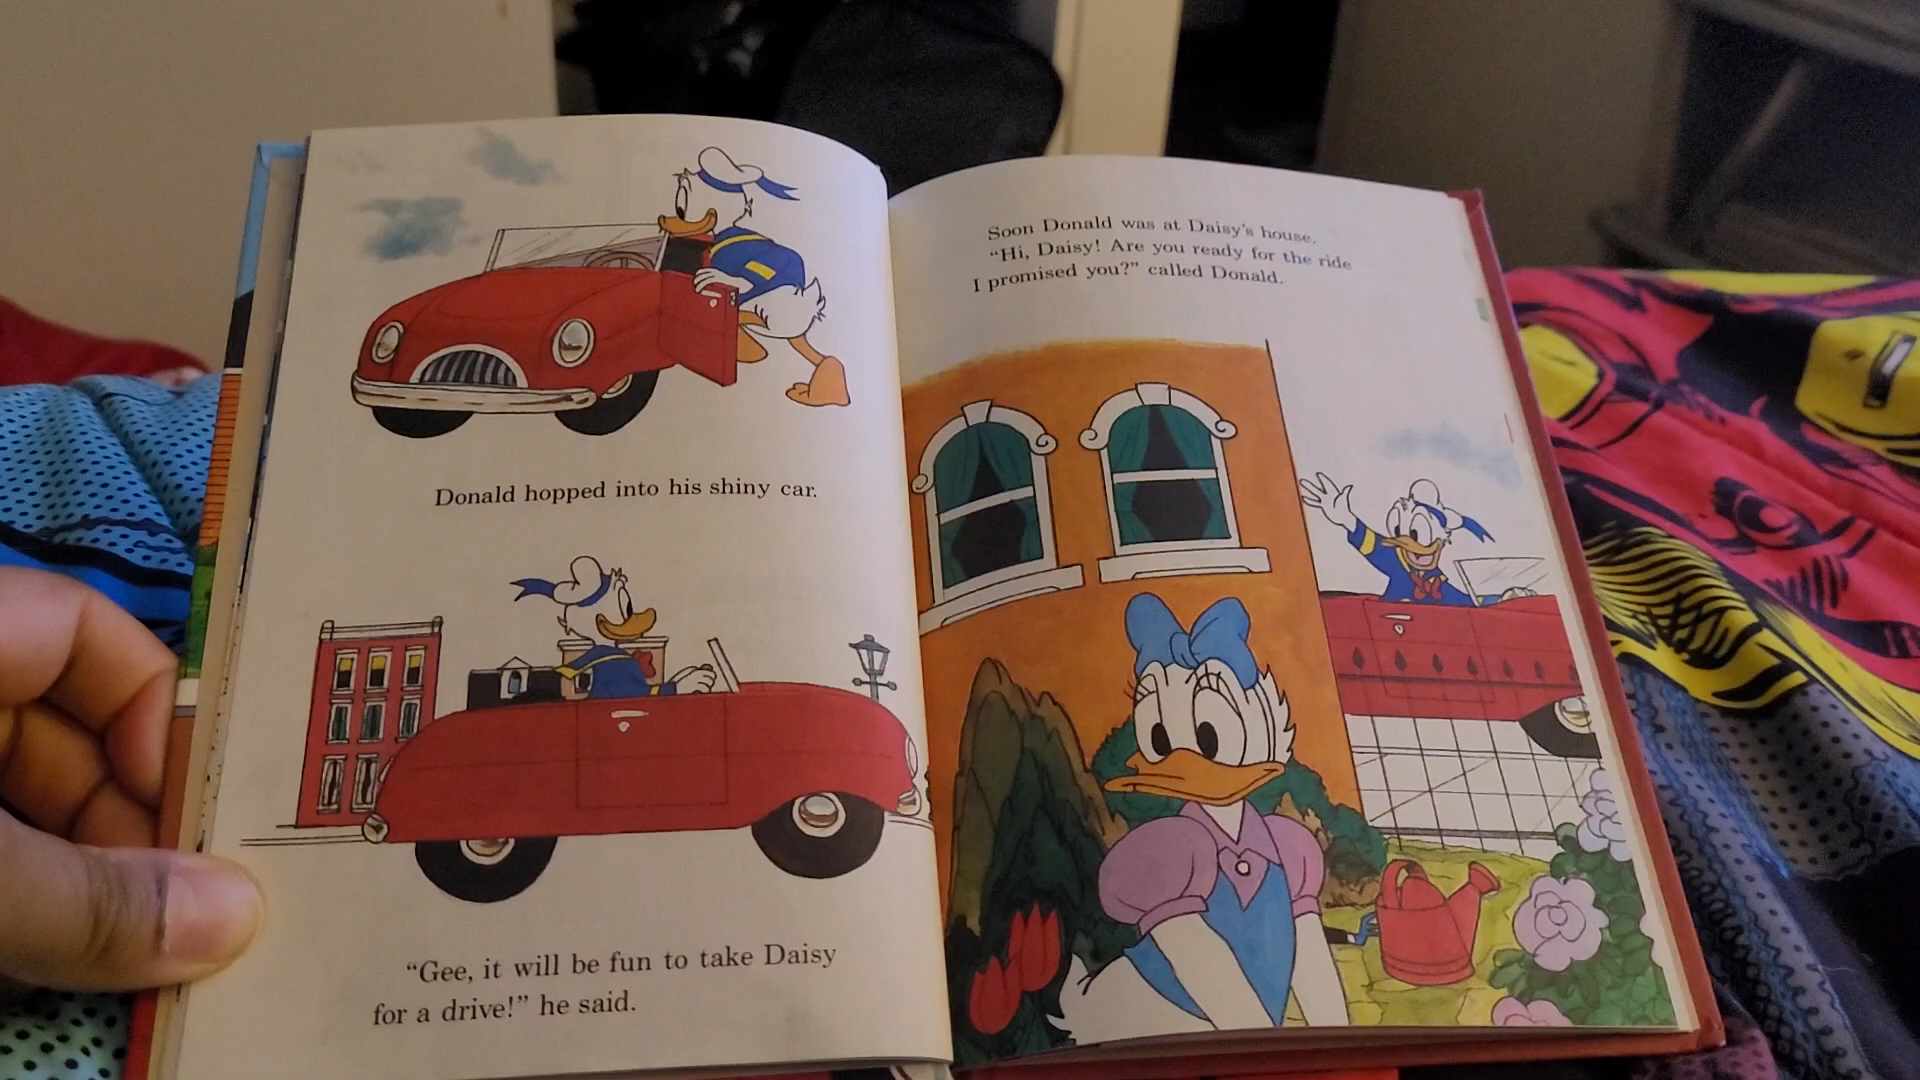 Donald hopped into his shiny car.
“Gee, it will be fun to take Daisy
for a drive!” he said.
Soon Donald was at Daisy’s house.
“Hi, Daisy! Are you ready for the ride
I promised you?” called Donald.